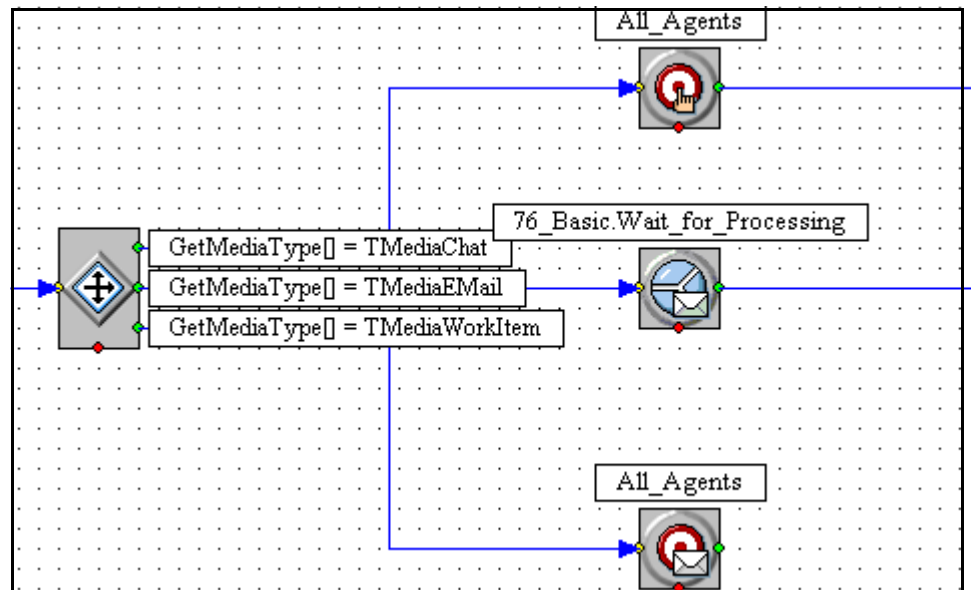 All_Agents
76_Basic.Wait_for_Processing
GetMediaType[] = TMediaChat
GetMediaType[] = TMediaEMail
GetMediaType[] = TMediaWorkItem
All_Agents